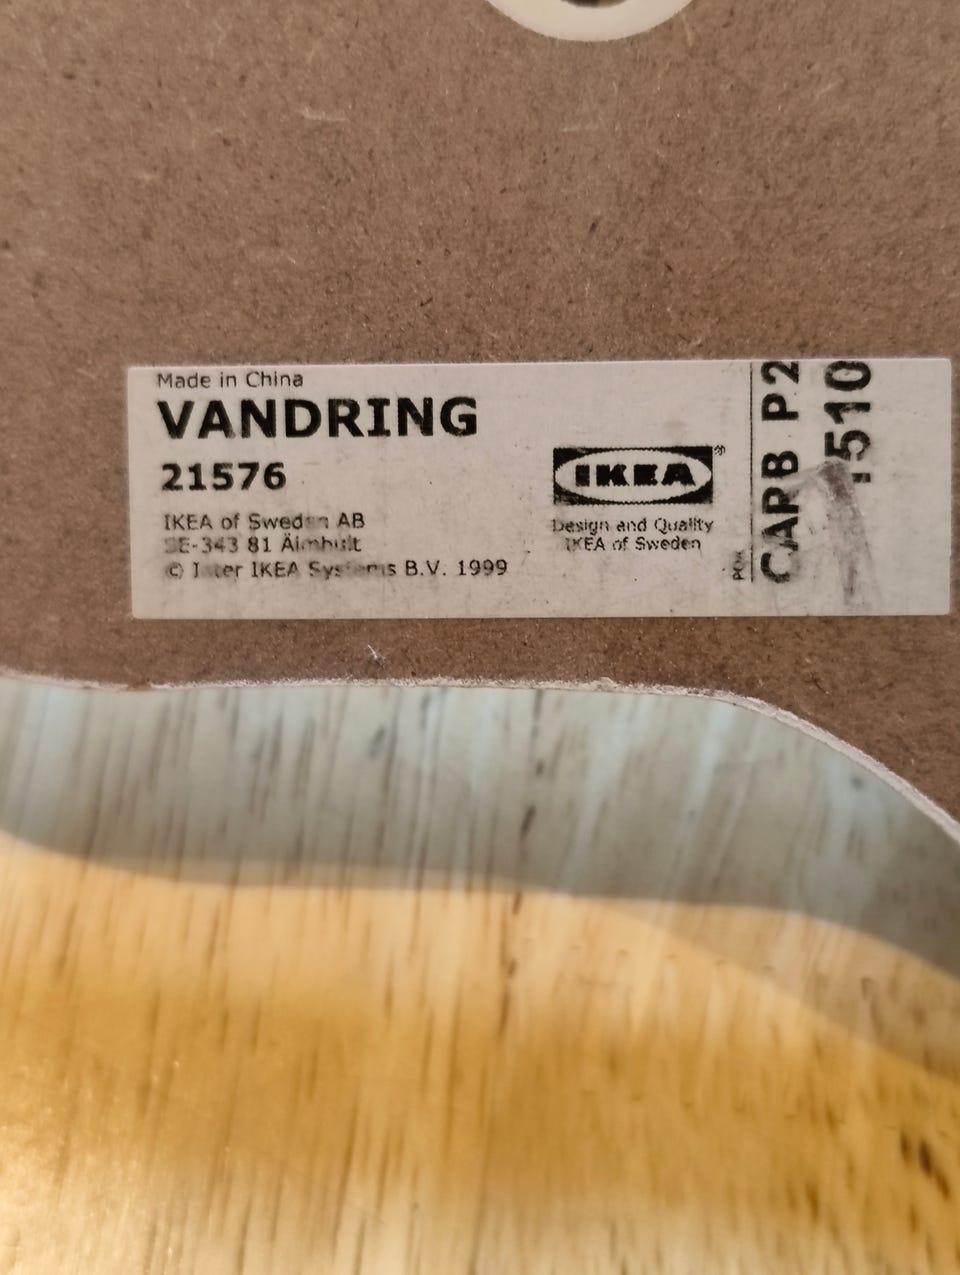 Made in China
VANDRING
21576
IKEA of Sweden AB
SE-343 81 Älmhult
© Inter IKEA Systems B.V. 1999
IKEA®
Design and Quality
IKEA of Sweden
CARB P2
1510